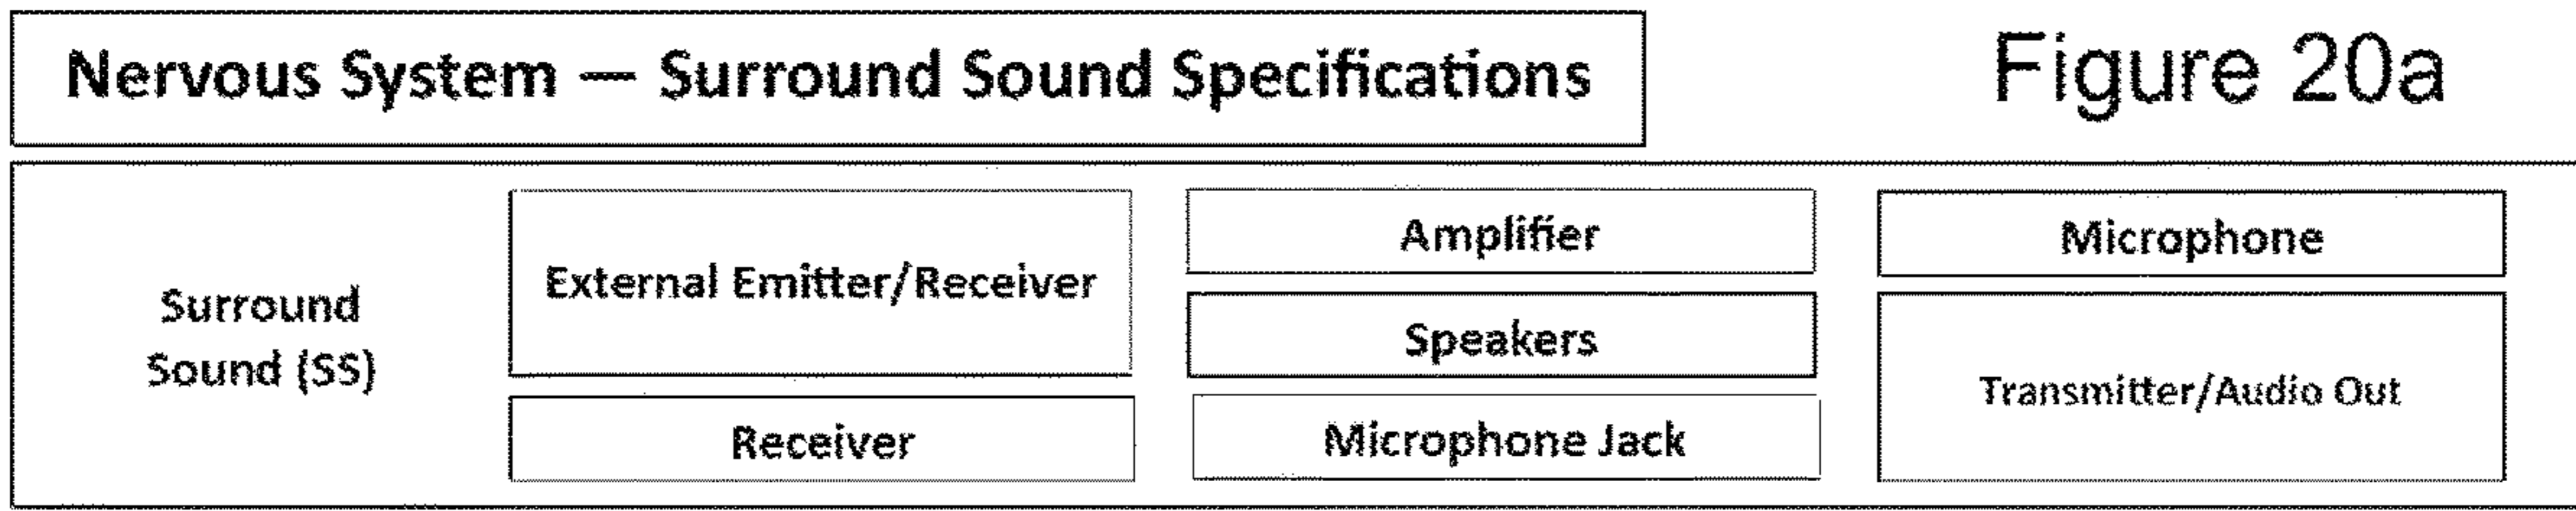 Nervous System — Surround Sound Specifications
Figure 20a
Surround
Sound (SS)
External Emitter/Receiver
Receiver
Amplifier
Speakers
Microphone Jack
Microphone
Transmitter/Audio Out